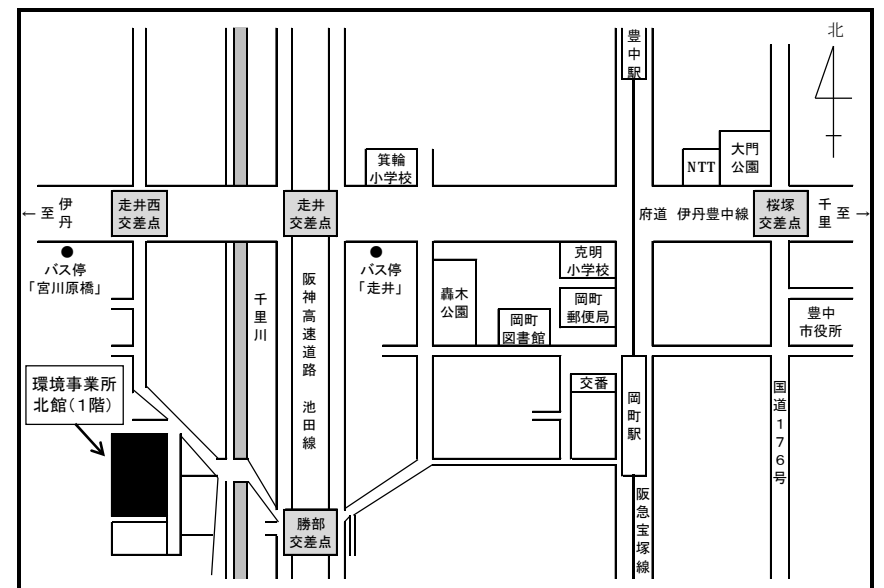 北
豊中駅
箕輪
小学校
NTT
大門
公園
← 至 伊丹
走井西
交差点
走井
交差点
府道 伊丹豊中線
桜塚
交差点
千里 至 →
バス停
「宮川原橋」
バス停
「走井」
克明
小学校
岡町
郵便局
轟木
公園
岡町
図書館
豊中
市役所
千里川
阪神高速道路 池田線
環境事業所
北館(1階)
交番
岡町駅
国道176号
阪急宝塚線
勝部
交差点